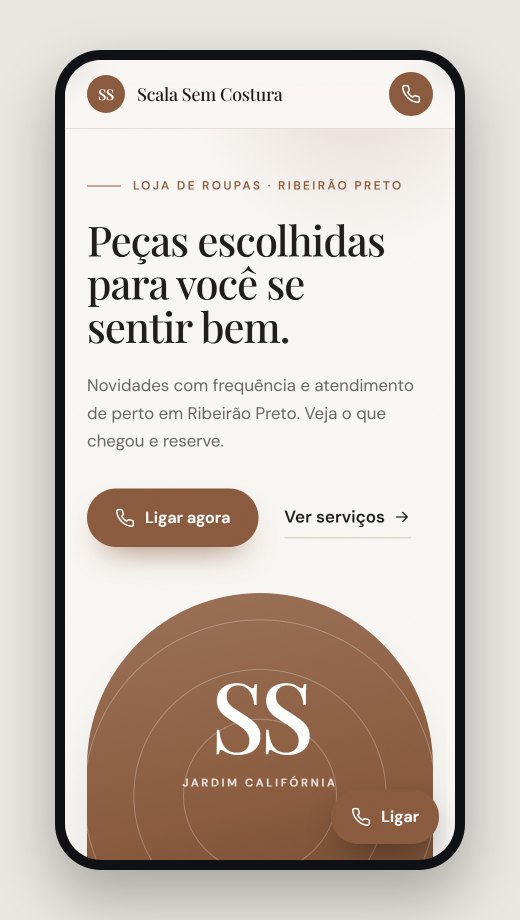 SS Scala Sem Costura
LOJA DE ROUPAS · RIBEIRÃO PRETO
Peças escolhidas
para você se
sentir bem.
Novidades com frequência e atendimento
de perto em Ribeirão Preto. Veja o que
chegou e reserve.
Ligar agora
Ver serviços →
SS
JARDIM CALIFÓRNIA
Ligar